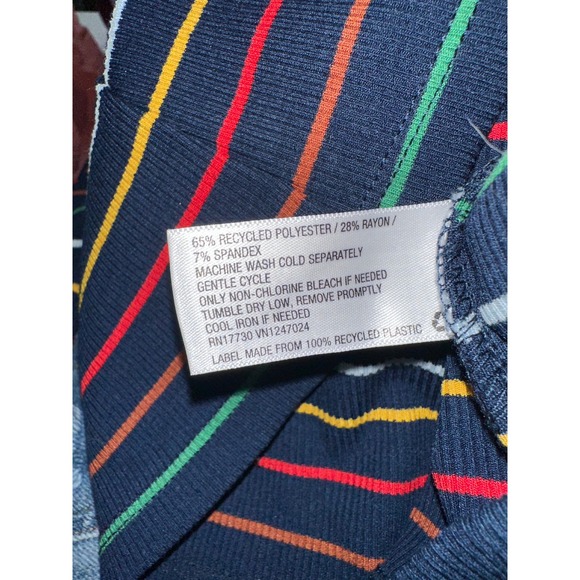 65% RECYCLED POLYESTER / 28% RAYON /
7% SPANDEX
MACHINE WASH COLD SEPARATELY
GENTLE CYCLE
ONLY NON-CHLORINE BLEACH IF NEEDED
TUMBLE DRY LOW, REMOVE PROMPTLY
COOL IRON IF NEEDED
RN17730 VN1247024
LABEL MADE FROM 100% RECYCLED PLASTIC